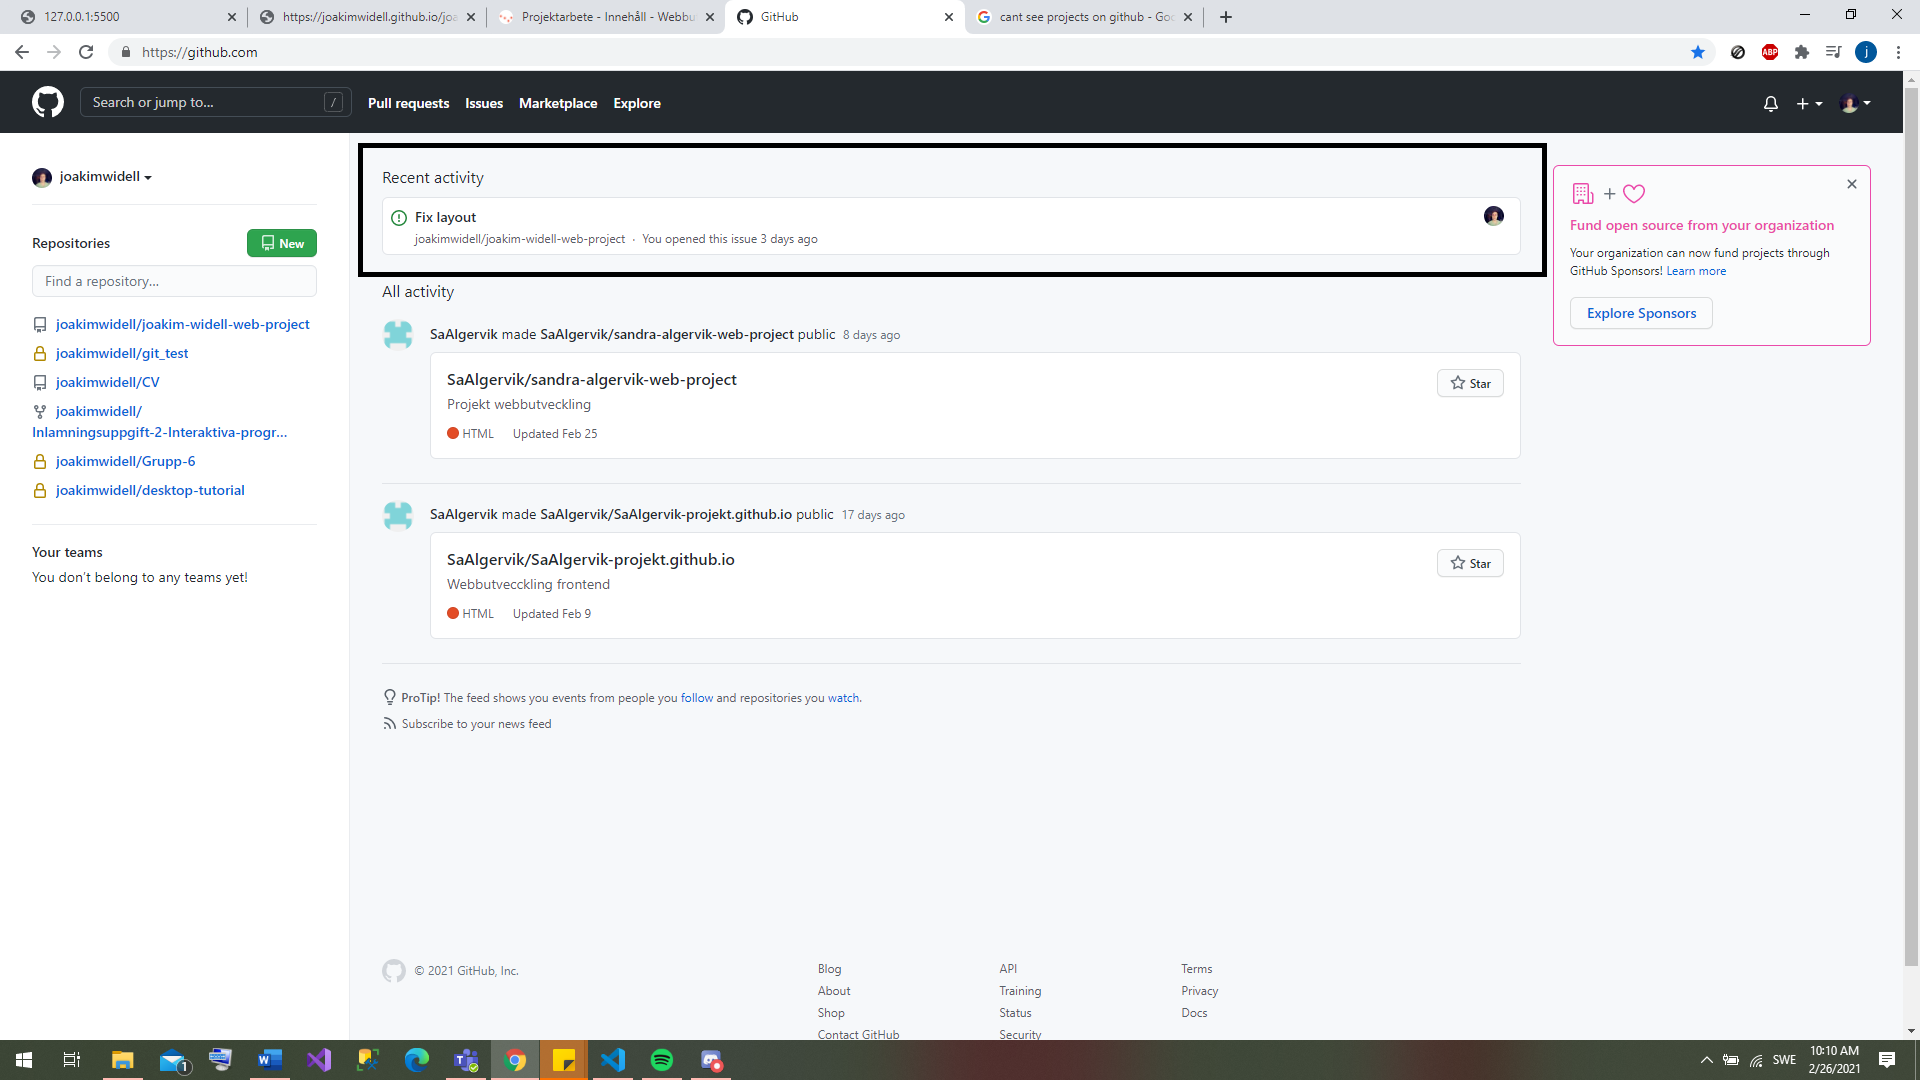 127.0.0.1:5500
https://joakimwidell.github.io/joa
Projektarbete - Innehåll - Webbu
GitHub
cant see projects on github - Goo
https://github.com
ABP
j
Search or jump to...
/
Pull requests
Issues
Marketplace
Explore
joakimwidell
Repositories
New
Find a repository...
joakimwidell/joakim-widell-web-project
joakimwidell/git_test
joakimwidell/CV
joakimwidell/
Inlamningsuppgift-2-Interaktiva-progr...
joakimwidell/Grupp-6
joakimwidell/desktop-tutorial
Your teams
You don't belong to any teams yet!
Recent activity
Fix layout
joakimwidell/joakim-widell-web-project · You opened this issue 3 days ago
All activity
SaAlgervik made SaAlgervik/sandra-algervik-web-project public 8 days ago
SaAlgervik/sandra-algervik-web-project
Star
Projekt webbutveckling
HTML Updated Feb 25
SaAlgervik made SaAlgervik/SaAlgervik-projekt.github.io public 17 days ago
SaAlgervik/SaAlgervik-projekt.github.io
Star
Webbutvecckling frontend
HTML Updated Feb 9
ProTip! The feed shows you events from people you follow and repositories you watch.
Subscribe to your news feed
Fund open source from your organization
Your organization can now fund projects through
GitHub Sponsors! Learn more
Explore Sponsors
© 2021 GitHub, Inc.
Blog
About
Shop
Contact GitHub
API
Training
Status
Security
Terms
Privacy
Docs
1
SWE
10:10 AM
2/26/2021